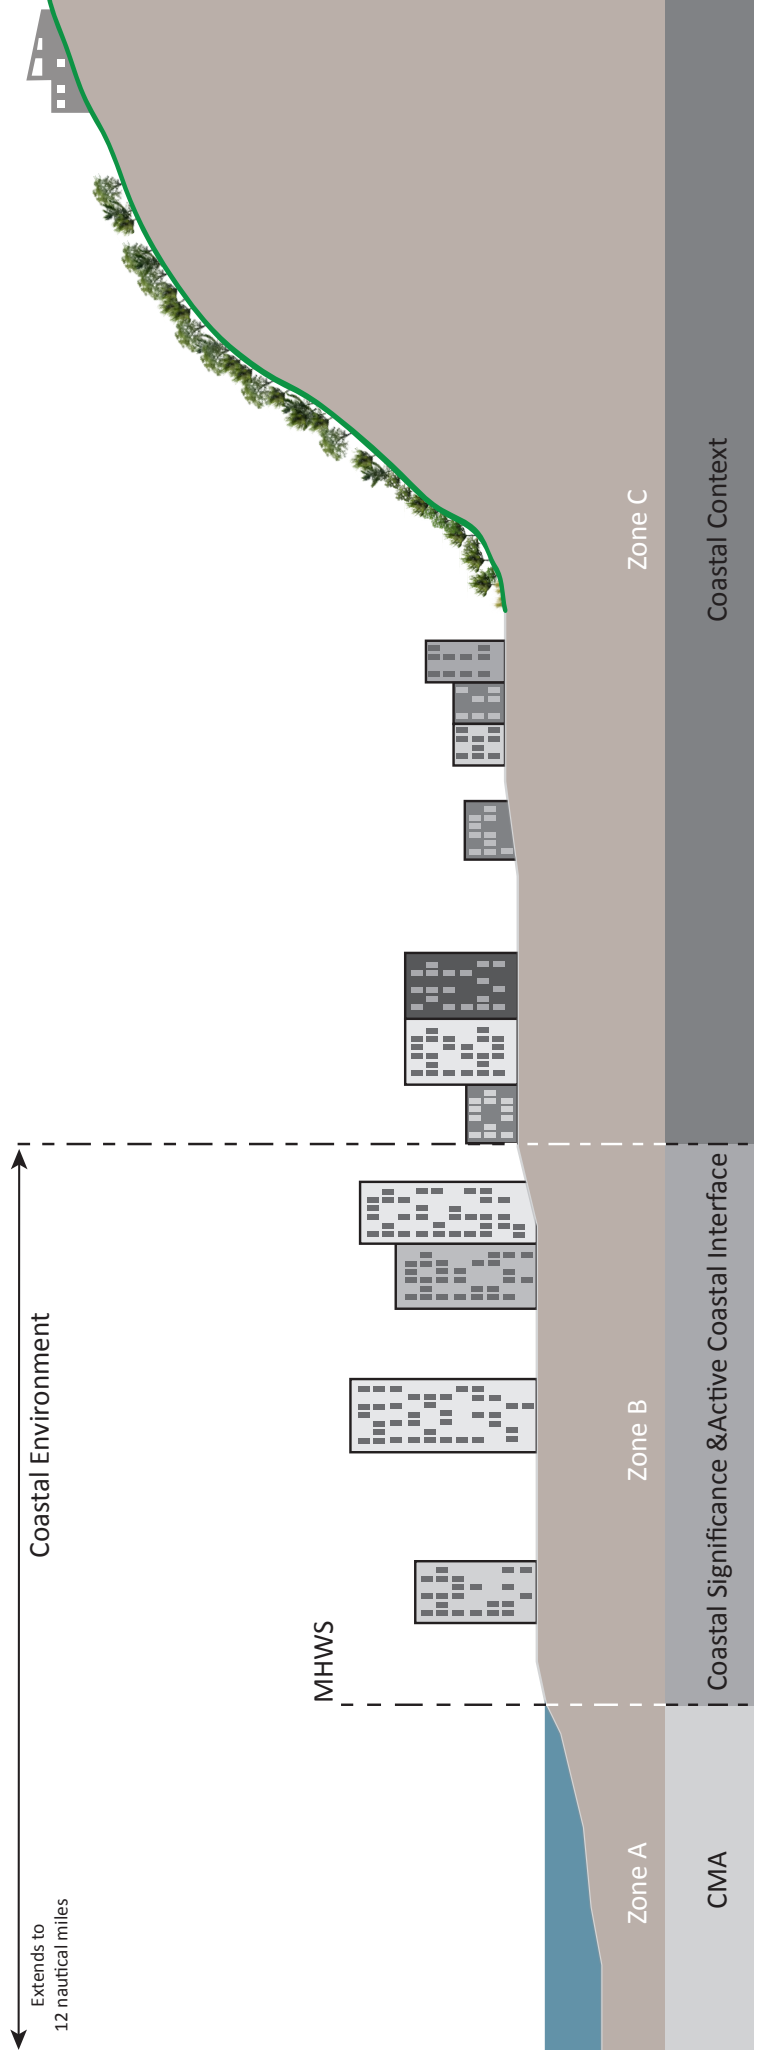 Coastal Environment
Extends to
12 nautical miles
MHWS
Zone A
Zone B
Zone C
CMA
Coastal Significance &Active Coastal Interface
Coastal Context